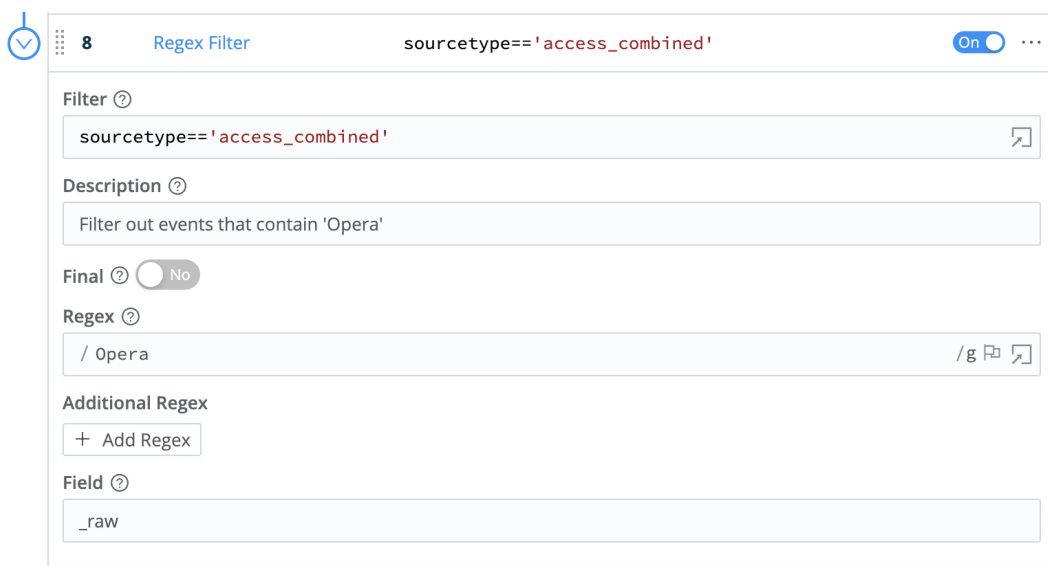 8 Regex Filter sourcetype=='access_combined' On ...
Filter ?
sourcetype=='access_combined'
Description ?
Filter out events that contain 'Opera'
Final ? No
Regex ?
/ Opera /g
Additional Regex
+ Add Regex
Field ?
_raw